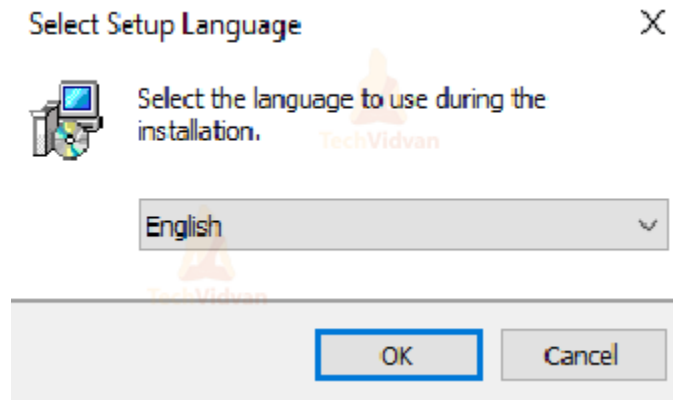 Select Setup Language
Select the language to use during the
installation.
TechVidvan
English
TechVidvan
OK
Cancel